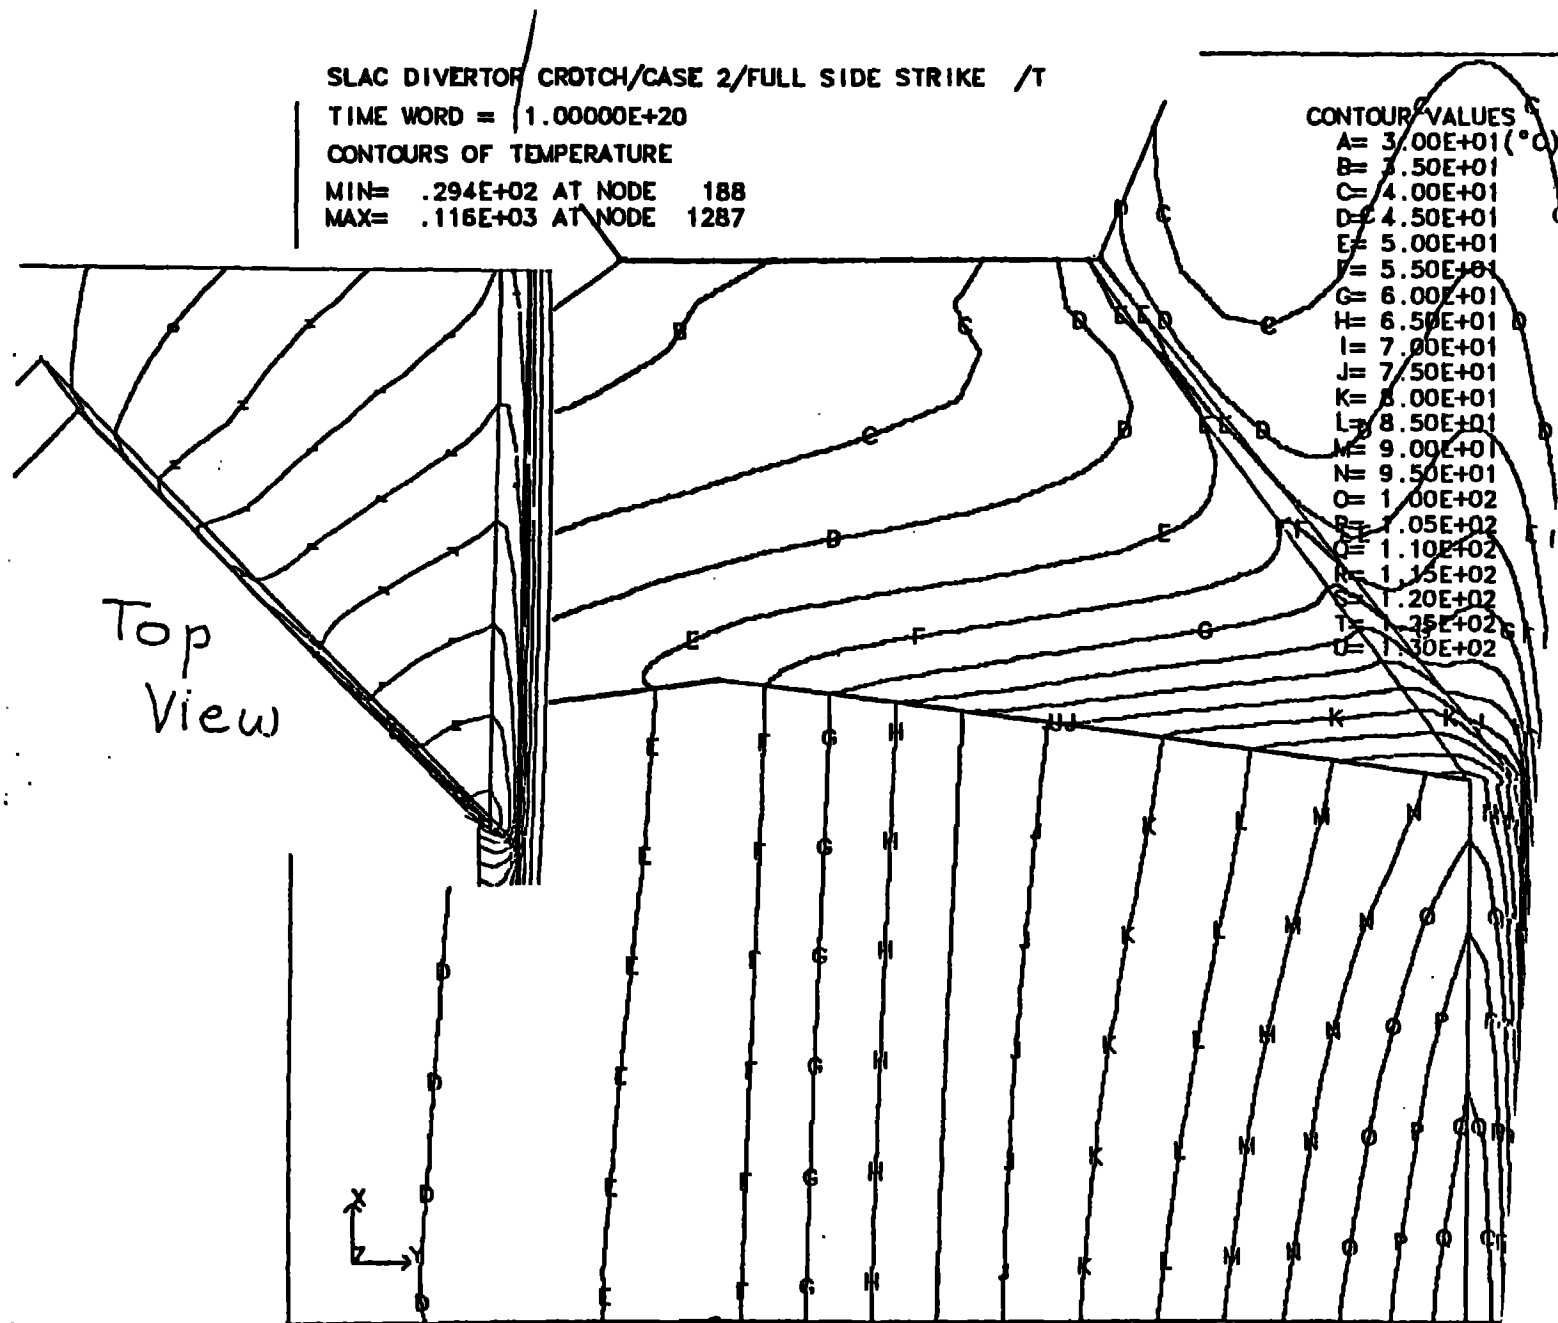 SLAC DIVERTOR CROTCH/CASE 2/FULL SIDE STRIKE /T
TIME WORD = 1.00000E+20
CONTOURS OF TEMPERATURE
MIN= .294E+02 AT NODE 188
MAX= .116E+03 AT NODE 1287
CONTOUR VALUES
A= 3.00E+01(°C)
B= 3.50E+01
C= 4.00E+01
D= 4.50E+01
E= 5.00E+01
F= 5.50E+01
G= 6.00E+01
H= 6.50E+01
I= 7.00E+01
J= 7.50E+01
K= 8.00E+01
L= 8.50E+01
M= 9.00E+01
N= 9.50E+01
O= 1.00E+02
P= 1.05E+02
Q= 1.10E+02
R= 1.15E+02
S= 1.20E+02
T= 1.25E+02
U= 1.30E+02
Top
View
X
Z Y